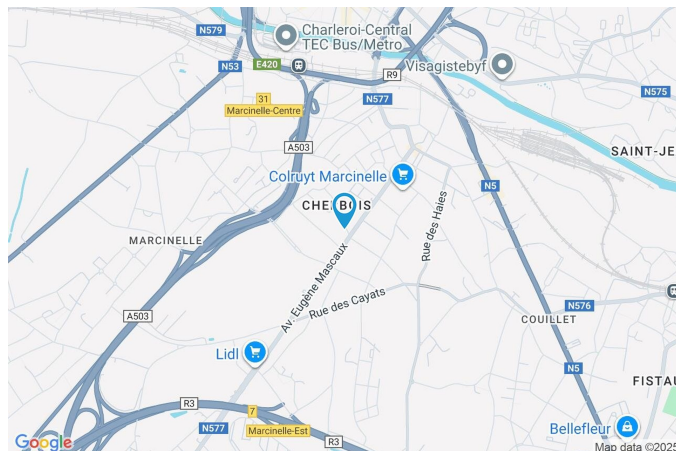 N579
Charleroi-Central
TEC Bus/Metro
N53
E420
R9
Visagistebyf
N577
N575
31
Marcinelle-Centre
A503
SAINT-JE
Colruyt Marcinelle
N5
MARCINELLE
Rue des Haies
Av. Eugène Mascaux
Rue des Cayats
N576
A503
COUILLET
Lidl
N5
FISTAU
R3
7
N577
Marcinelle-Est
R3
Bellefleur
Google
Map data ©2025